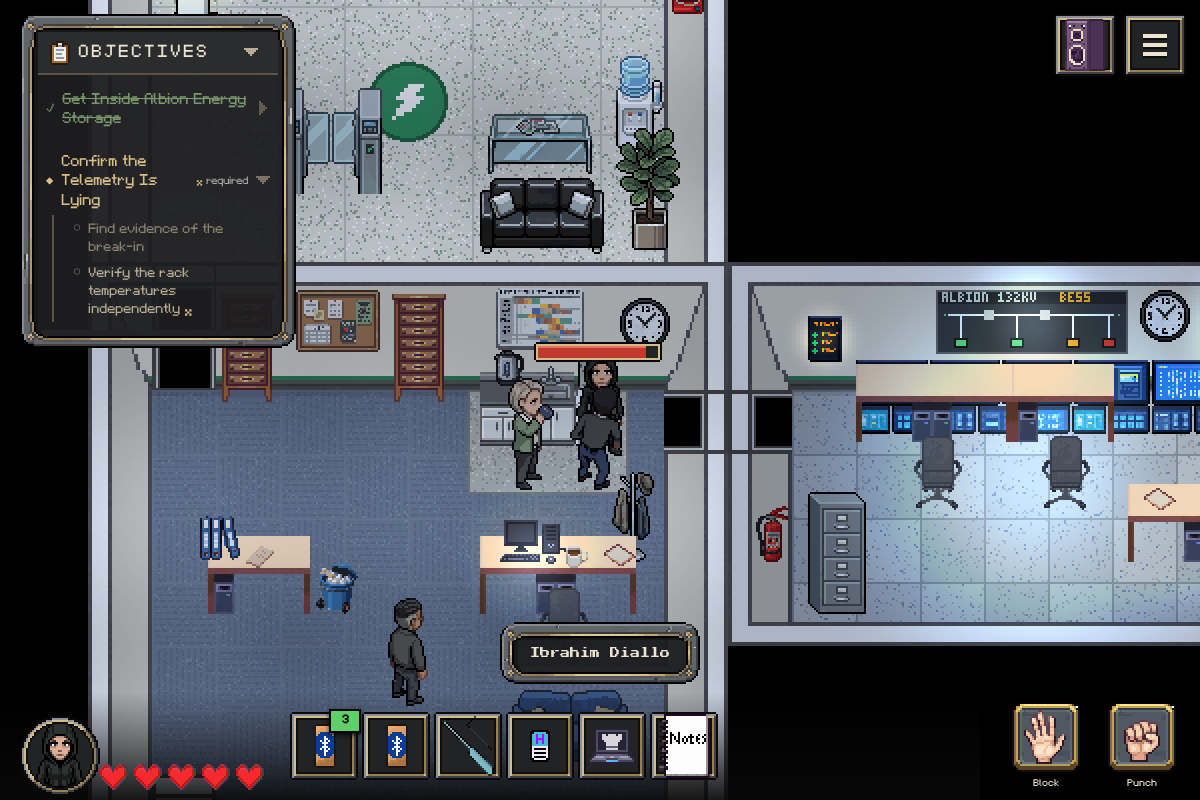 OBJECTIVES
Get Inside Albion Energy
Storage
Confirm the
Telemetry Is
Lying
x required
Find evidence of the
break-in
Verify the rack
temperatures
independently x
ALBION 132KV BESS
Ibrahim Diallo
3
H
Notes
Block
Punch